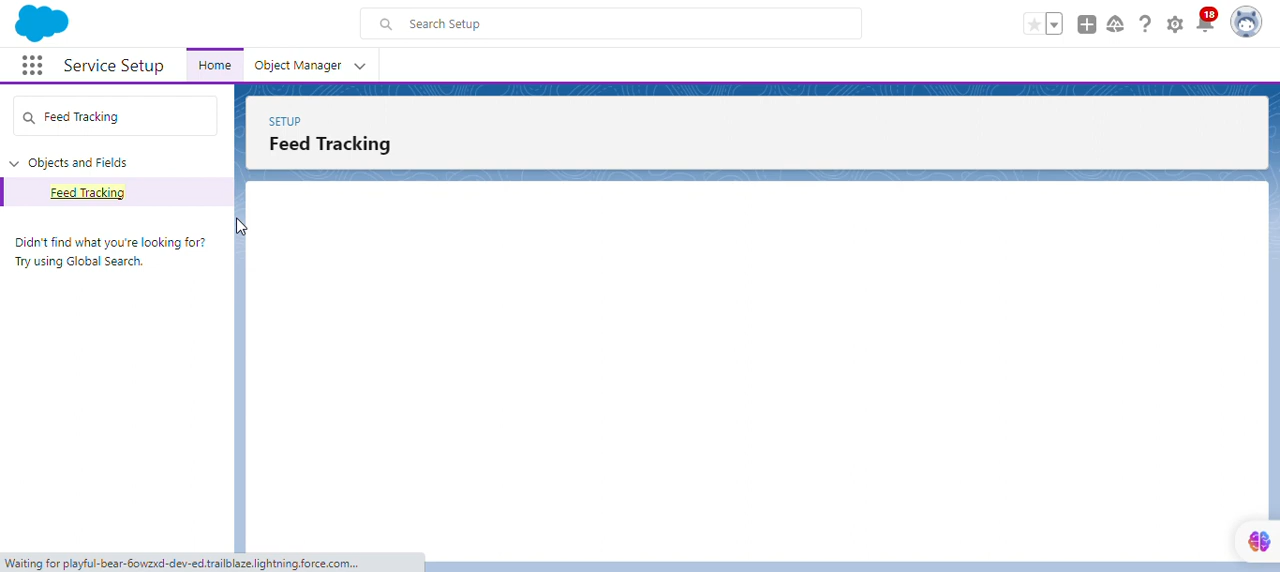 Search Setup
18
Service Setup
Home
Object Manager
Feed Tracking
SETUP
Feed Tracking
Objects and Fields
Feed Tracking
Didn't find what you're looking for?
Try using Global Search.
Waiting for playful-bear-6owzxd-dev-ed.trailblaze.lightning.force.com...